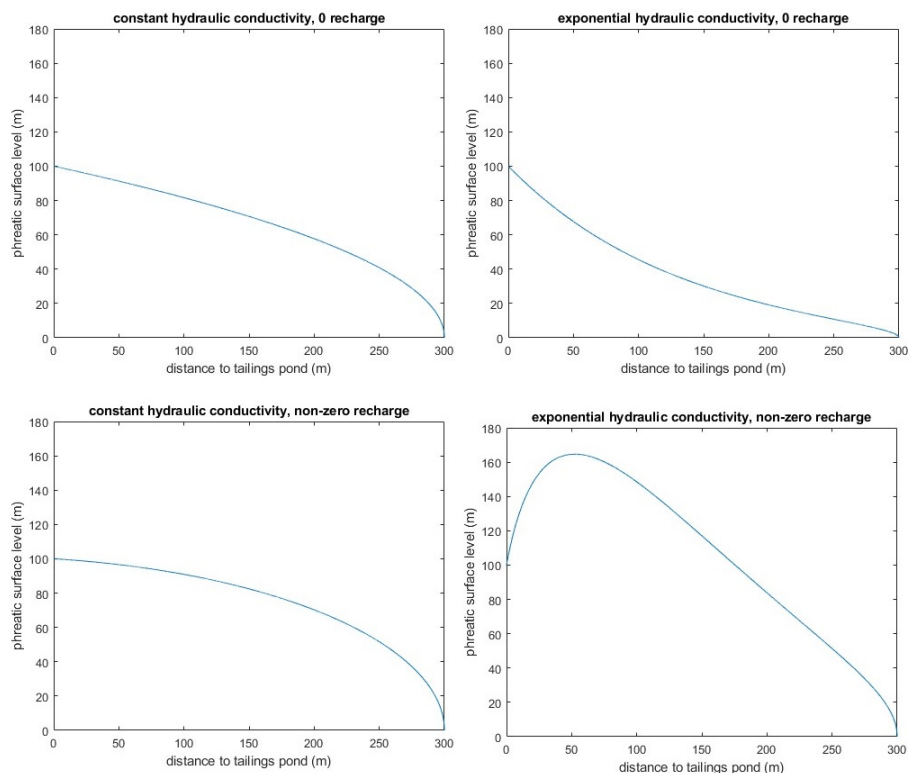 constant hydraulic conductivity, 0 recharge
180
160
140
120
100
80
60
40
20
0
phreatic surface level (m)
0 50 100 150 200 250 300
distance to tailings pond (m)
exponential hydraulic conductivity, 0 recharge
180
160
140
120
100
80
60
40
20
0
phreatic surface level (m)
0 50 100 150 200 250 300
distance to tailings pond (m)
constant hydraulic conductivity, non-zero recharge
180
160
140
120
100
80
60
40
20
0
phreatic surface level (m)
0 50 100 150 200 250 300
distance to tailings pond (m)
exponential hydraulic conductivity, non-zero recharge
180
160
140
120
100
80
60
40
20
0
phreatic surface level (m)
0 50 100 150 200 250 300
distance to tailings pond (m)